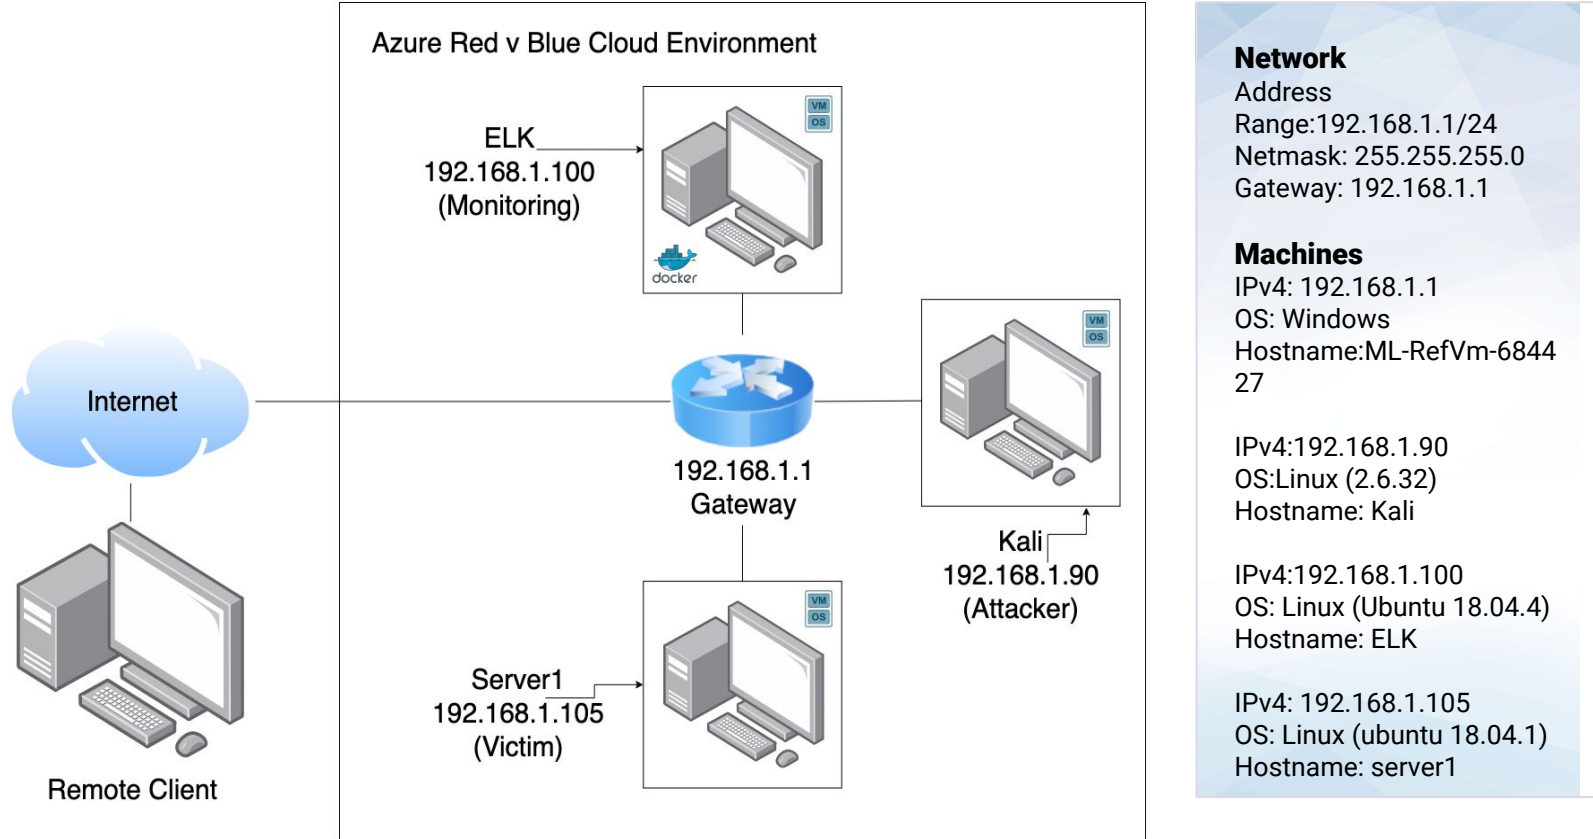 Azure Red v Blue Cloud Environment
VM
OS
ELK
192.168.1.100
(Monitoring)
docker
VM
OS
Internet
192.168.1.1
Gateway
Kali
192.168.1.90
(Attacker)
VM
OS
Server1
192.168.1.105
(Victim)
Remote Client
Network
Address
Range:192.168.1.1/24
Netmask: 255.255.255.0
Gateway: 192.168.1.1
Machines
IPv4: 192.168.1.1
OS: Windows
Hostname:ML-RefVm-6844
27
IPv4:192.168.1.90
OS:Linux (2.6.32)
Hostname: Kali
IPv4:192.168.1.100
OS: Linux (Ubuntu 18.04.4)
Hostname: ELK
IPv4: 192.168.1.105
OS: Linux (ubuntu 18.04.1)
Hostname: server1